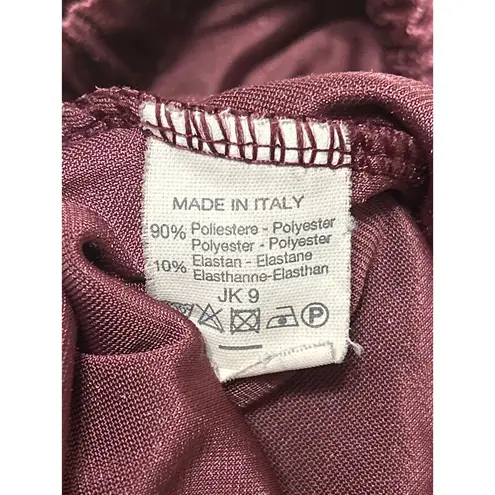 MADE IN ITALY
90% Poliestere - Polyester
Polyester - Polyester
10% Elastan - Elastane
Elasthanne-Elasthan
JK 9
P